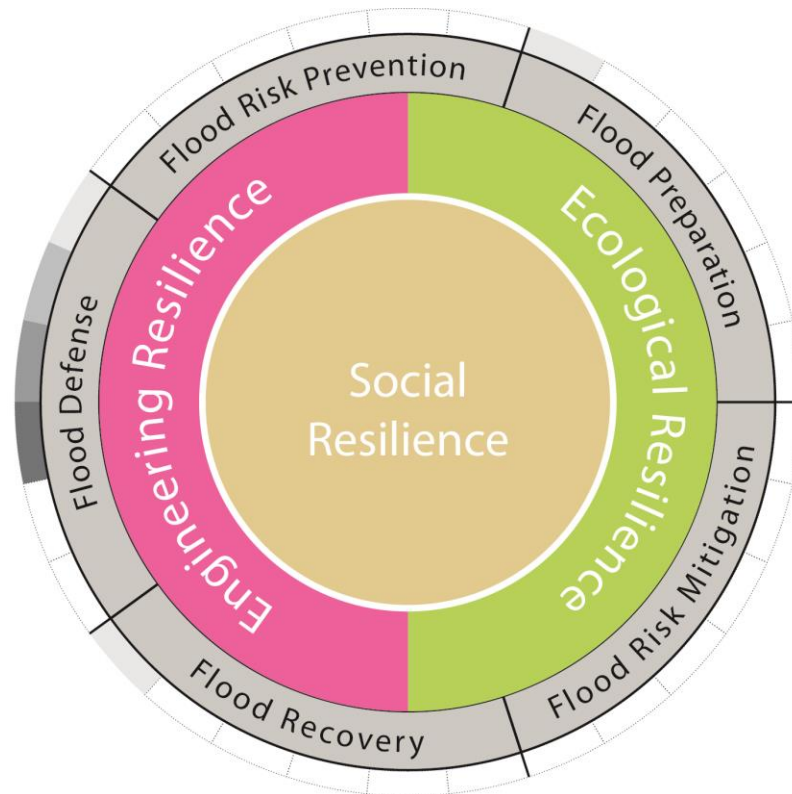 Flood Risk Prevention
Flood Preparation
Flood Risk Mitigation
Flood Recovery
Flood Defense
Engineering Resilience
Ecological Resilience
Social
Resilience